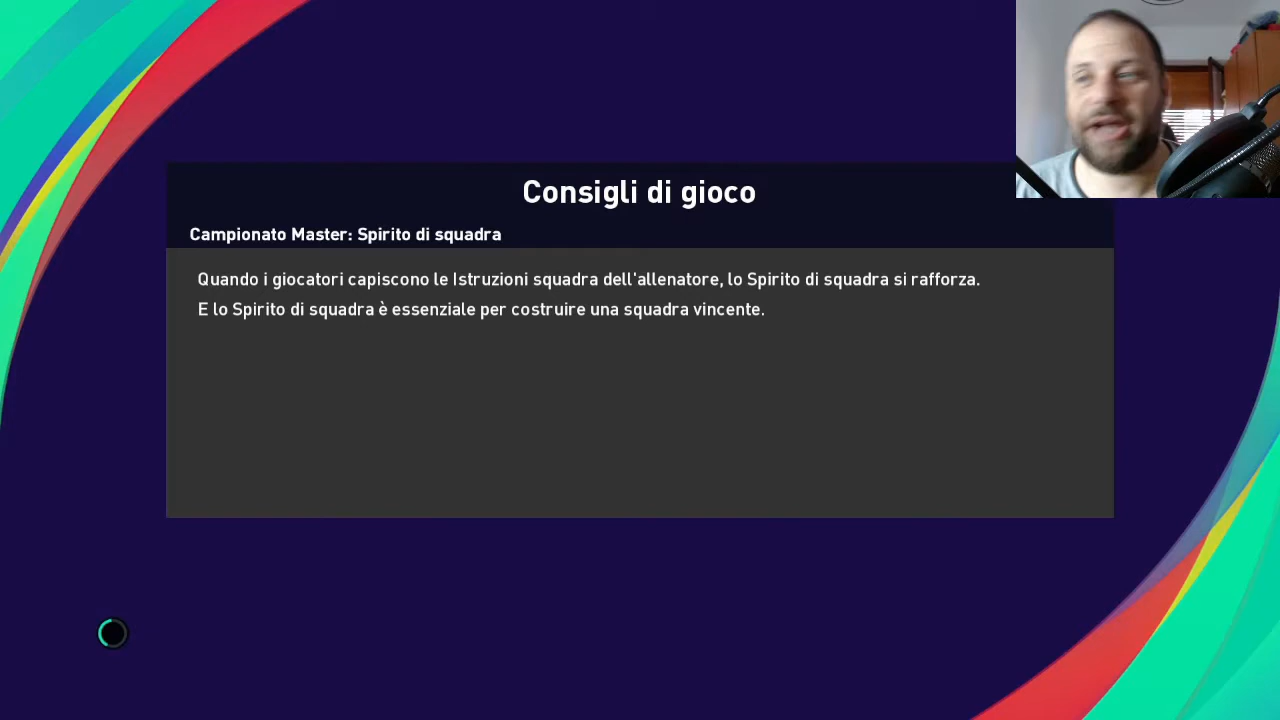 Consigli di gioco
Campionato Master: Spirito di squadra
Quando i giocatori capiscono le Istruzioni squadra dell'allenatore, lo Spirito di squadra si rafforza.
E lo Spirito di squadra è essenziale per costruire una squadra vincente.